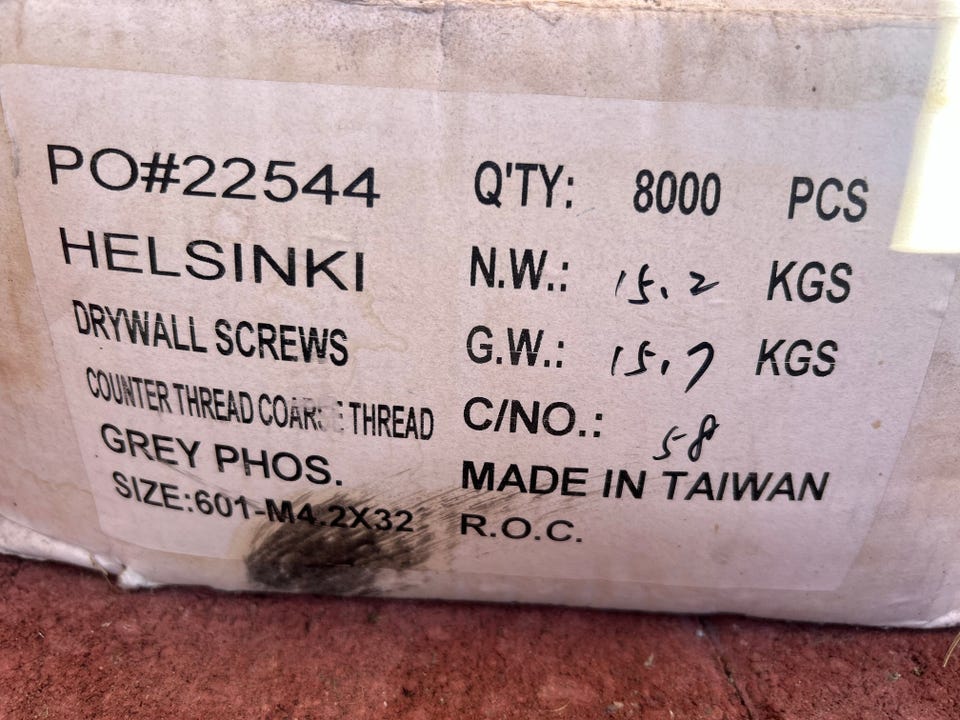 PO#22544
HELSINKI
DRYWALL SCREWS
COUNTER THREAD COARSE THREAD
GREY PHOS.
SIZE:601-M4.2X32
Q'TY: 8000 PCS
N.W.: 15.2 KGS
G.W.: 15.7 KGS
C/NO.: 58
MADE IN TAIWAN
R.O.C.